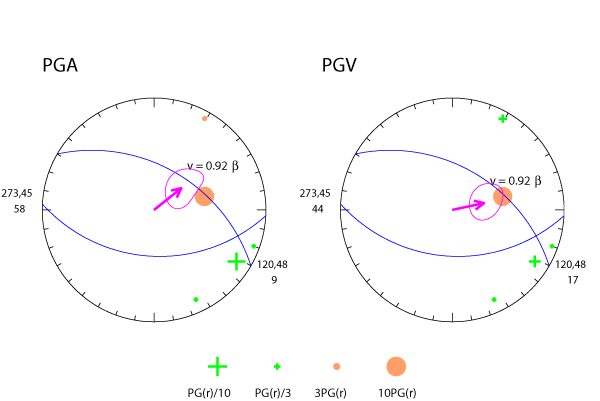 PGA
PGV
v = 0.92 β
v = 0.92 β
273,45
58
273,45
44
120,48
9
120,48
17
PG(r)/10 PG(r)/3 3PG(r) 10PG(r)